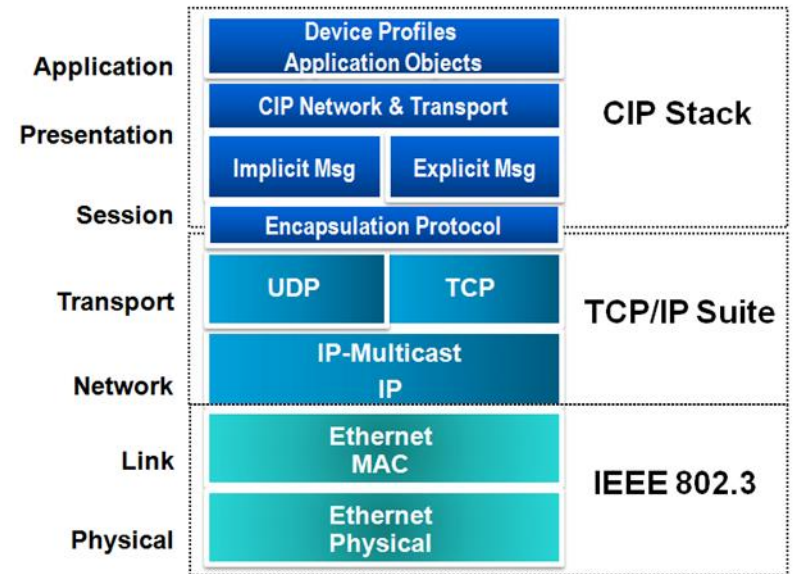 Device Profiles
Application Objects
Application
CIP Network & Transport
CIP Stack
Presentation
Implicit Msg
Explicit Msg
Session
Encapsulation Protocol
UDP
TCP
Transport
TCP/IP Suite
IP-Multicast
IP
Network
Ethernet
MAC
Link
IEEE 802.3
Ethernet
Physical
Physical